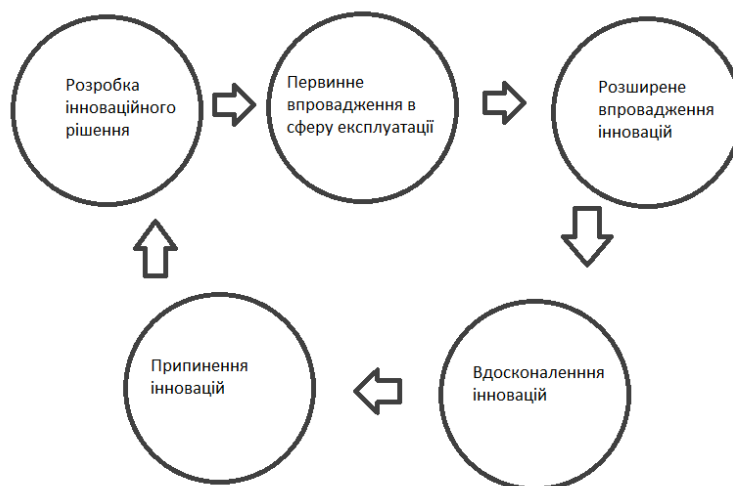 Розробка
інноваційного
рішення
Первинне
впровадження в
сферу експлуатації
Розширене
впровадження
інновацій
Вдосконаленння
інновацій
Припинення
інновацій